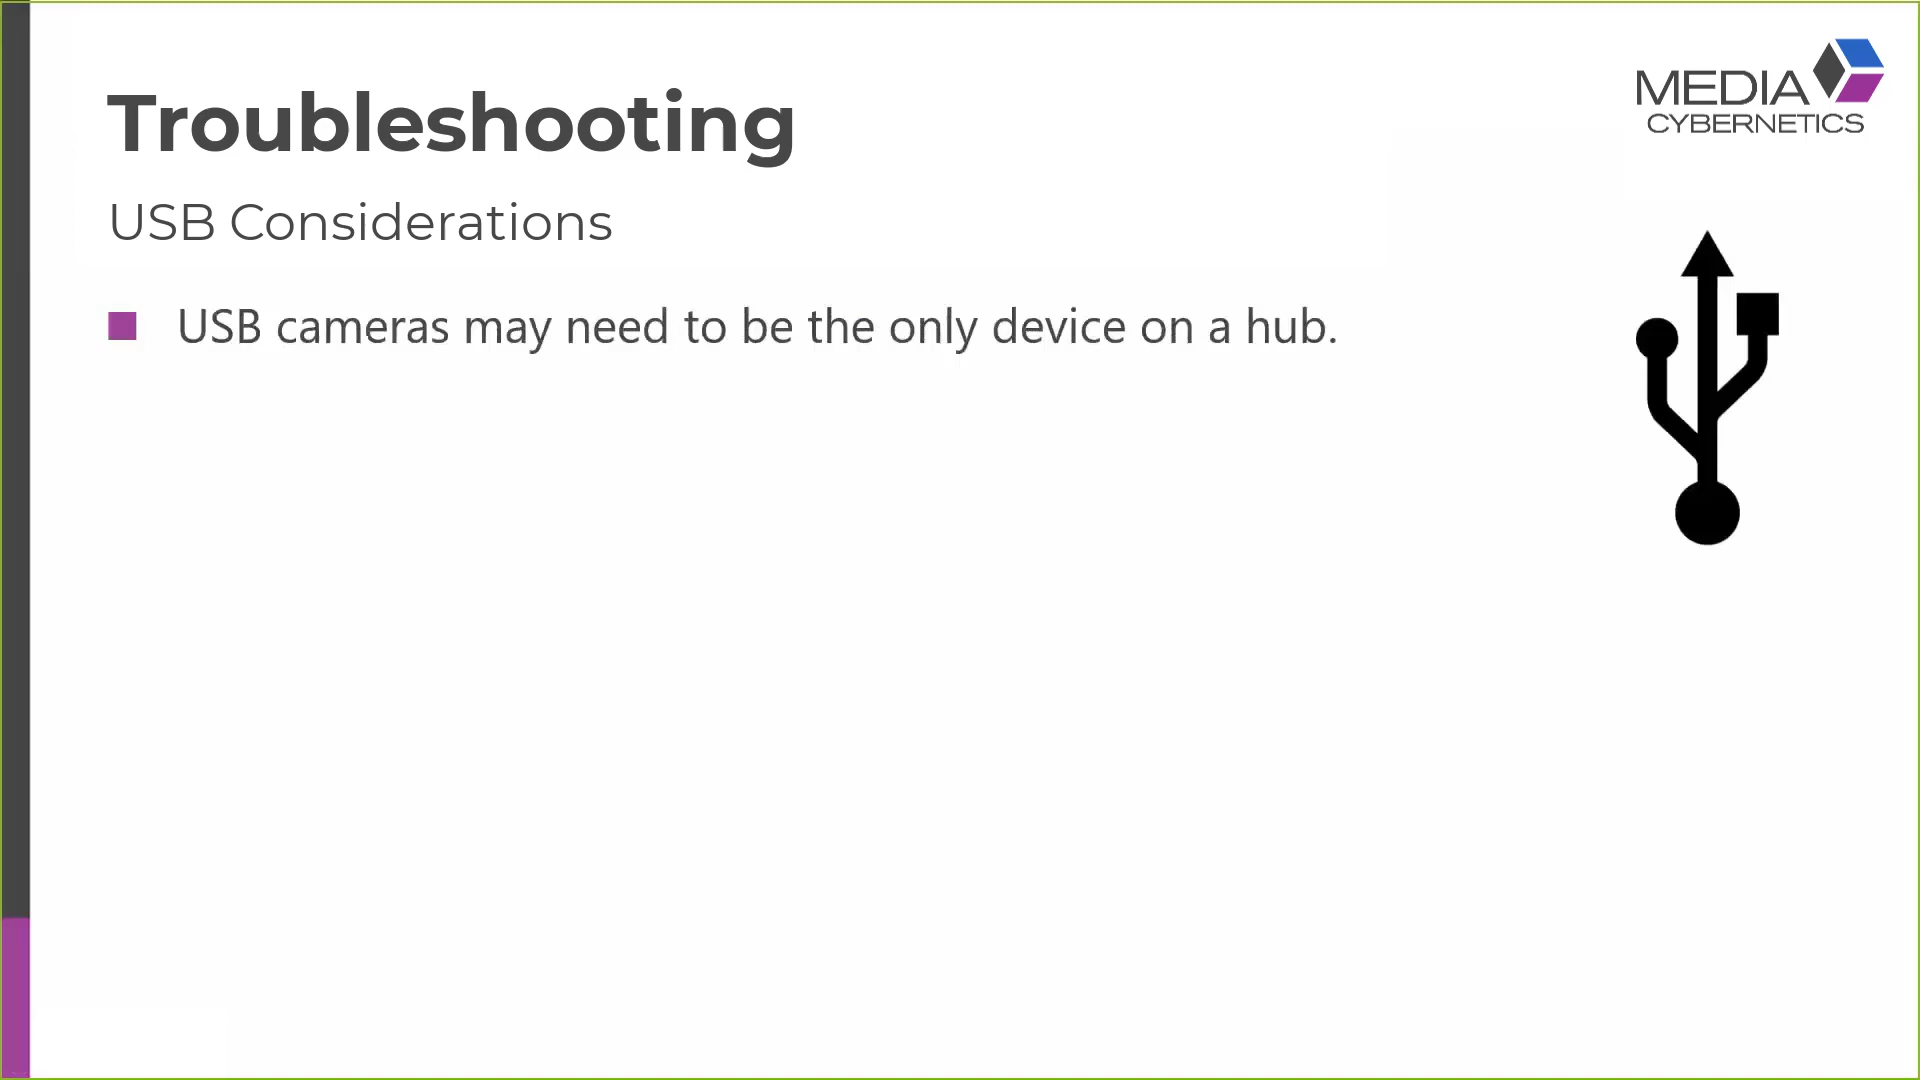 MEDIA
CYBERNETICS
Troubleshooting
USB Considerations
USB cameras may need to be the only device on a hub.